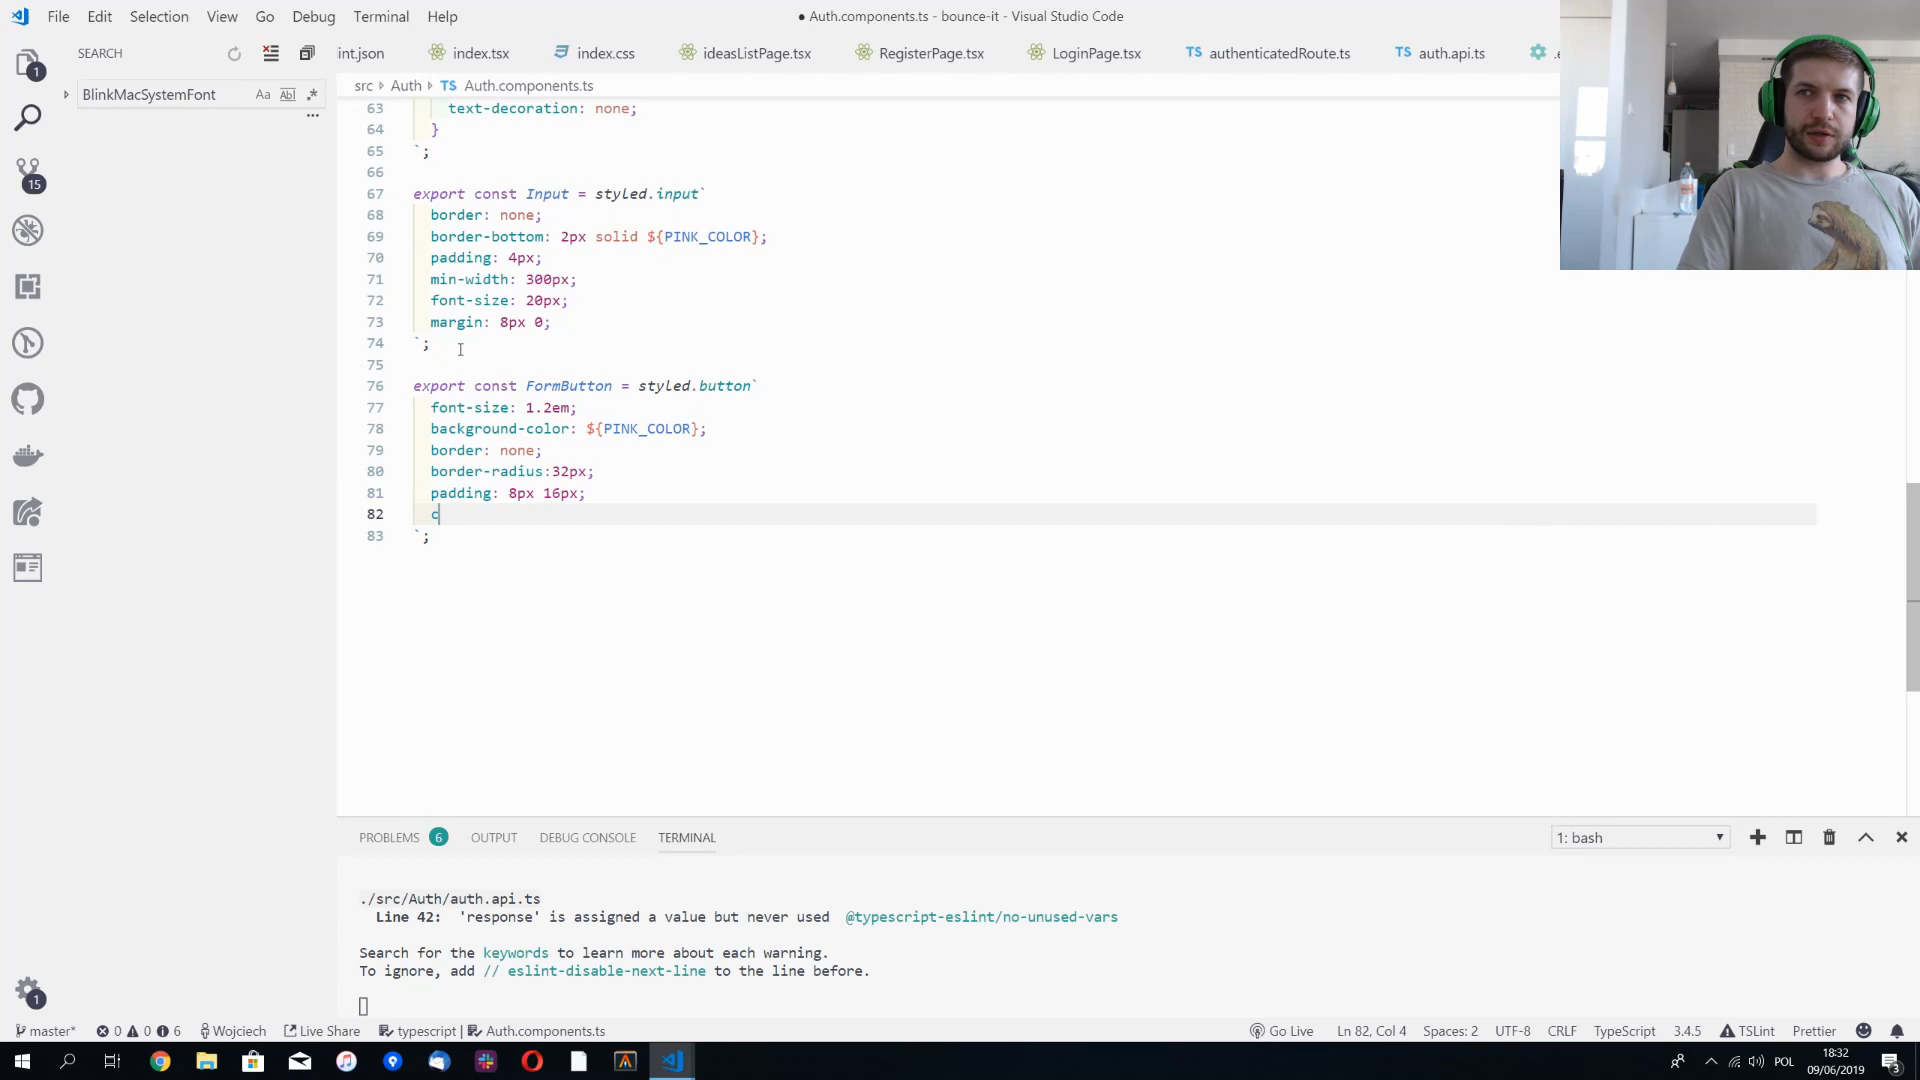 File Edit Selection View Go Debug Terminal Help
● Auth.components.ts - bounce-it - Visual Studio Code
SEARCH
int.json index.tsx index.css ideasListPage.tsx RegisterPage.tsx LoginPage.tsx TS authenticatedRoute.ts TS auth.api.ts .e
1
BlinkMacSystemFont Aa Abl .*
...
src › Auth › TS Auth.components.ts
63 text-decoration: none;
64 }
65 `;
66
67 export const Input = styled.input`
68 border: none;
69 border-bottom: 2px solid ${PINK_COLOR};
70 padding: 4px;
71 min-width: 300px;
72 font-size: 20px;
73 margin: 8px 0;
74 `;
75
76 export const FormButton = styled.button`
77 font-size: 1.2em;
78 background-color: ${PINK_COLOR};
79 border: none;
80 border-radius:32px;
81 padding: 8px 16px;
82 c
83 `;
15
PROBLEMS 6 OUTPUT DEBUG CONSOLE TERMINAL 1: bash
./src/Auth/auth.api.ts
Line 42: 'response' is assigned a value but never used @typescript-eslint/no-unused-vars
Search for the keywords to learn more about each warning.
To ignore, add // eslint-disable-next-line to the line before.
1
master* 0 0 6 Wojciech Live Share typescript | Auth.components.ts Go Live Ln 82, Col 4 Spaces: 2 UTF-8 CRLF TypeScript 3.4.5 TSLint Prettier
POL
18:32
09/06/2019
3